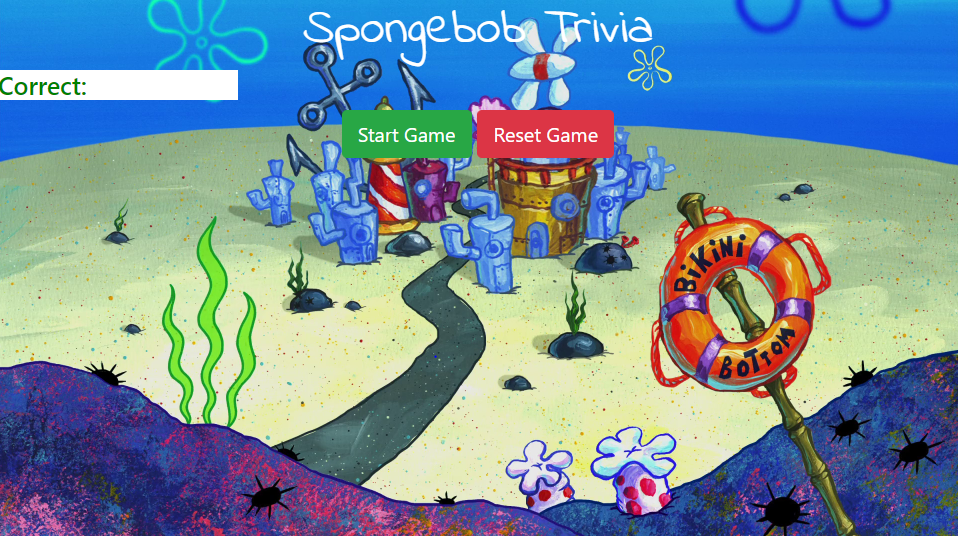 Spongebob Trivia
Correct:
Start Game
Reset Game
BiKiNi
BOTTOM